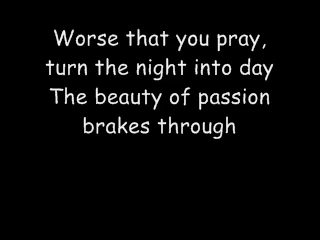 Worse that you pray,
turn the night into day
The beauty of passion
brakes through